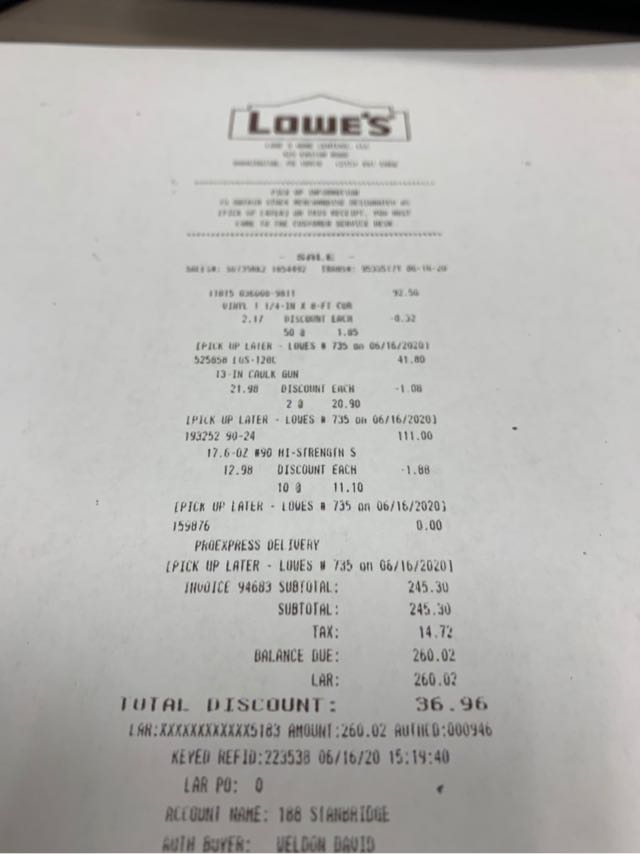 LOWE'S
PICK UP INFORMATION
- SALE -
92.50
VINYL 1 1/4-IN X 8-FT COR
2.17 DISCOUNT EACH -0.32
50 @ 1.85
[PICK UP LATER - LOWES # 735 on 06/16/2020]
525858 41.80
13-IN CAULK GUN
21.98 DISCOUNT EACH -1.08
2 @ 20.90
[PICK UP LATER - LOWES # 735 on 06/16/2020]
193252 90-24 111.00
17.6-OZ #90 HI-STRENGTH S
12.98 DISCOUNT EACH -1.88
10 @ 11.10
[PICK UP LATER - LOWES # 735 on 06/16/2020]
159876 0.00
PROEXPRESS DELIVERY
[PICK UP LATER - LOWES # 735 on 06/16/2020]
INVOICE 94683 SUBTOTAL: 245.30
SUBTOTAL: 245.30
TAX: 14.72
BALANCE DUE: 260.02
LAR: 260.02
TOTAL DISCOUNT: 36.96
LAR:XXXXXXXXXXXX5183 AMOUNT:260.02 AUTHCD:000946
KEYED REFID:223538 06/16/20 15:19:40
LAR PO: 0
ACCOUNT NAME: 188 STANBRIDGE
AUTH BUYER: WELDON DAVID